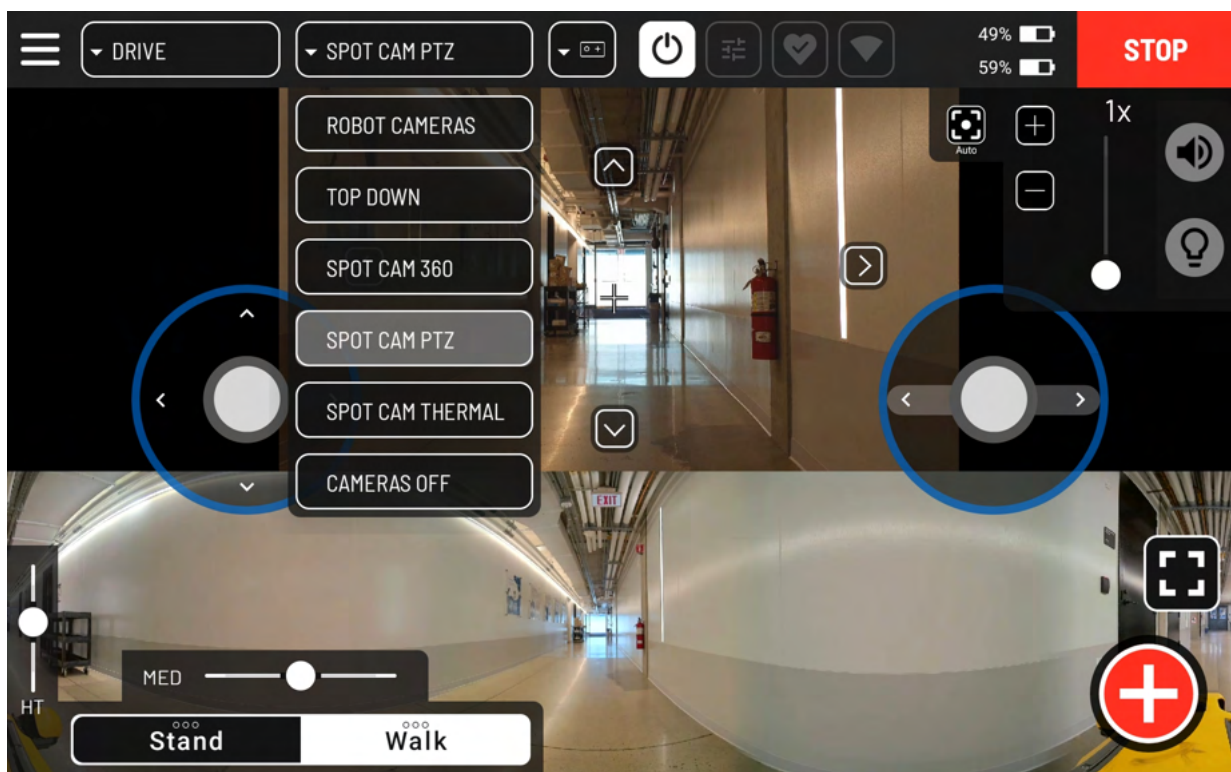 DRIVE
SPOT CAM PTZ
49%
59%
STOP
ROBOT CAMERAS
TOP DOWN
SPOT CAM 360
SPOT CAM PTZ
SPOT CAM THERMAL
CAMERAS OFF
Auto
1x
EXIT
MED
HT
Stand
Walk